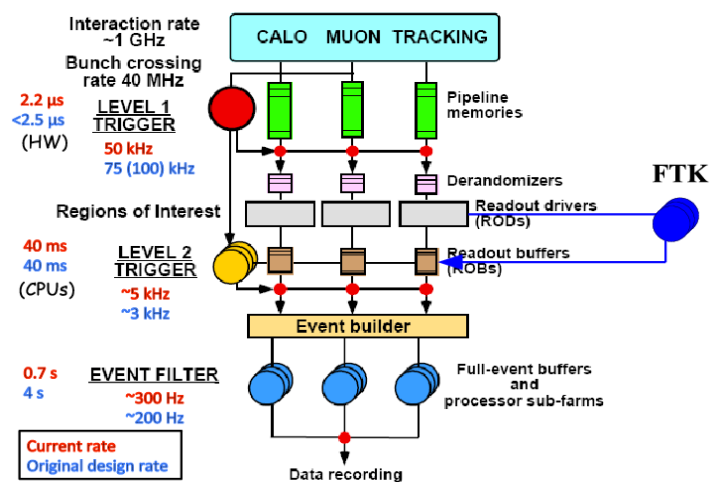 Interaction rate
~1 GHz
CALO MUON TRACKING
Bunch crossing
rate 40 MHz
2.2 µs
<2.5 µs
(HW)
LEVEL 1
TRIGGER
50 kHz
75 (100) kHz
Pipeline
memories
Derandomizers
FTK
Regions of Interest
Readout drivers
(RODs)
40 ms
40 ms
(CPUs)
LEVEL 2
TRIGGER
~5 kHz
~3 kHz
Readout buffers
(ROBs)
Event builder
0.7 s
4 s
EVENT FILTER
~300 Hz
~200 Hz
Full-event buffers
and
processor sub-farms
Current rate
Original design rate
Data recording